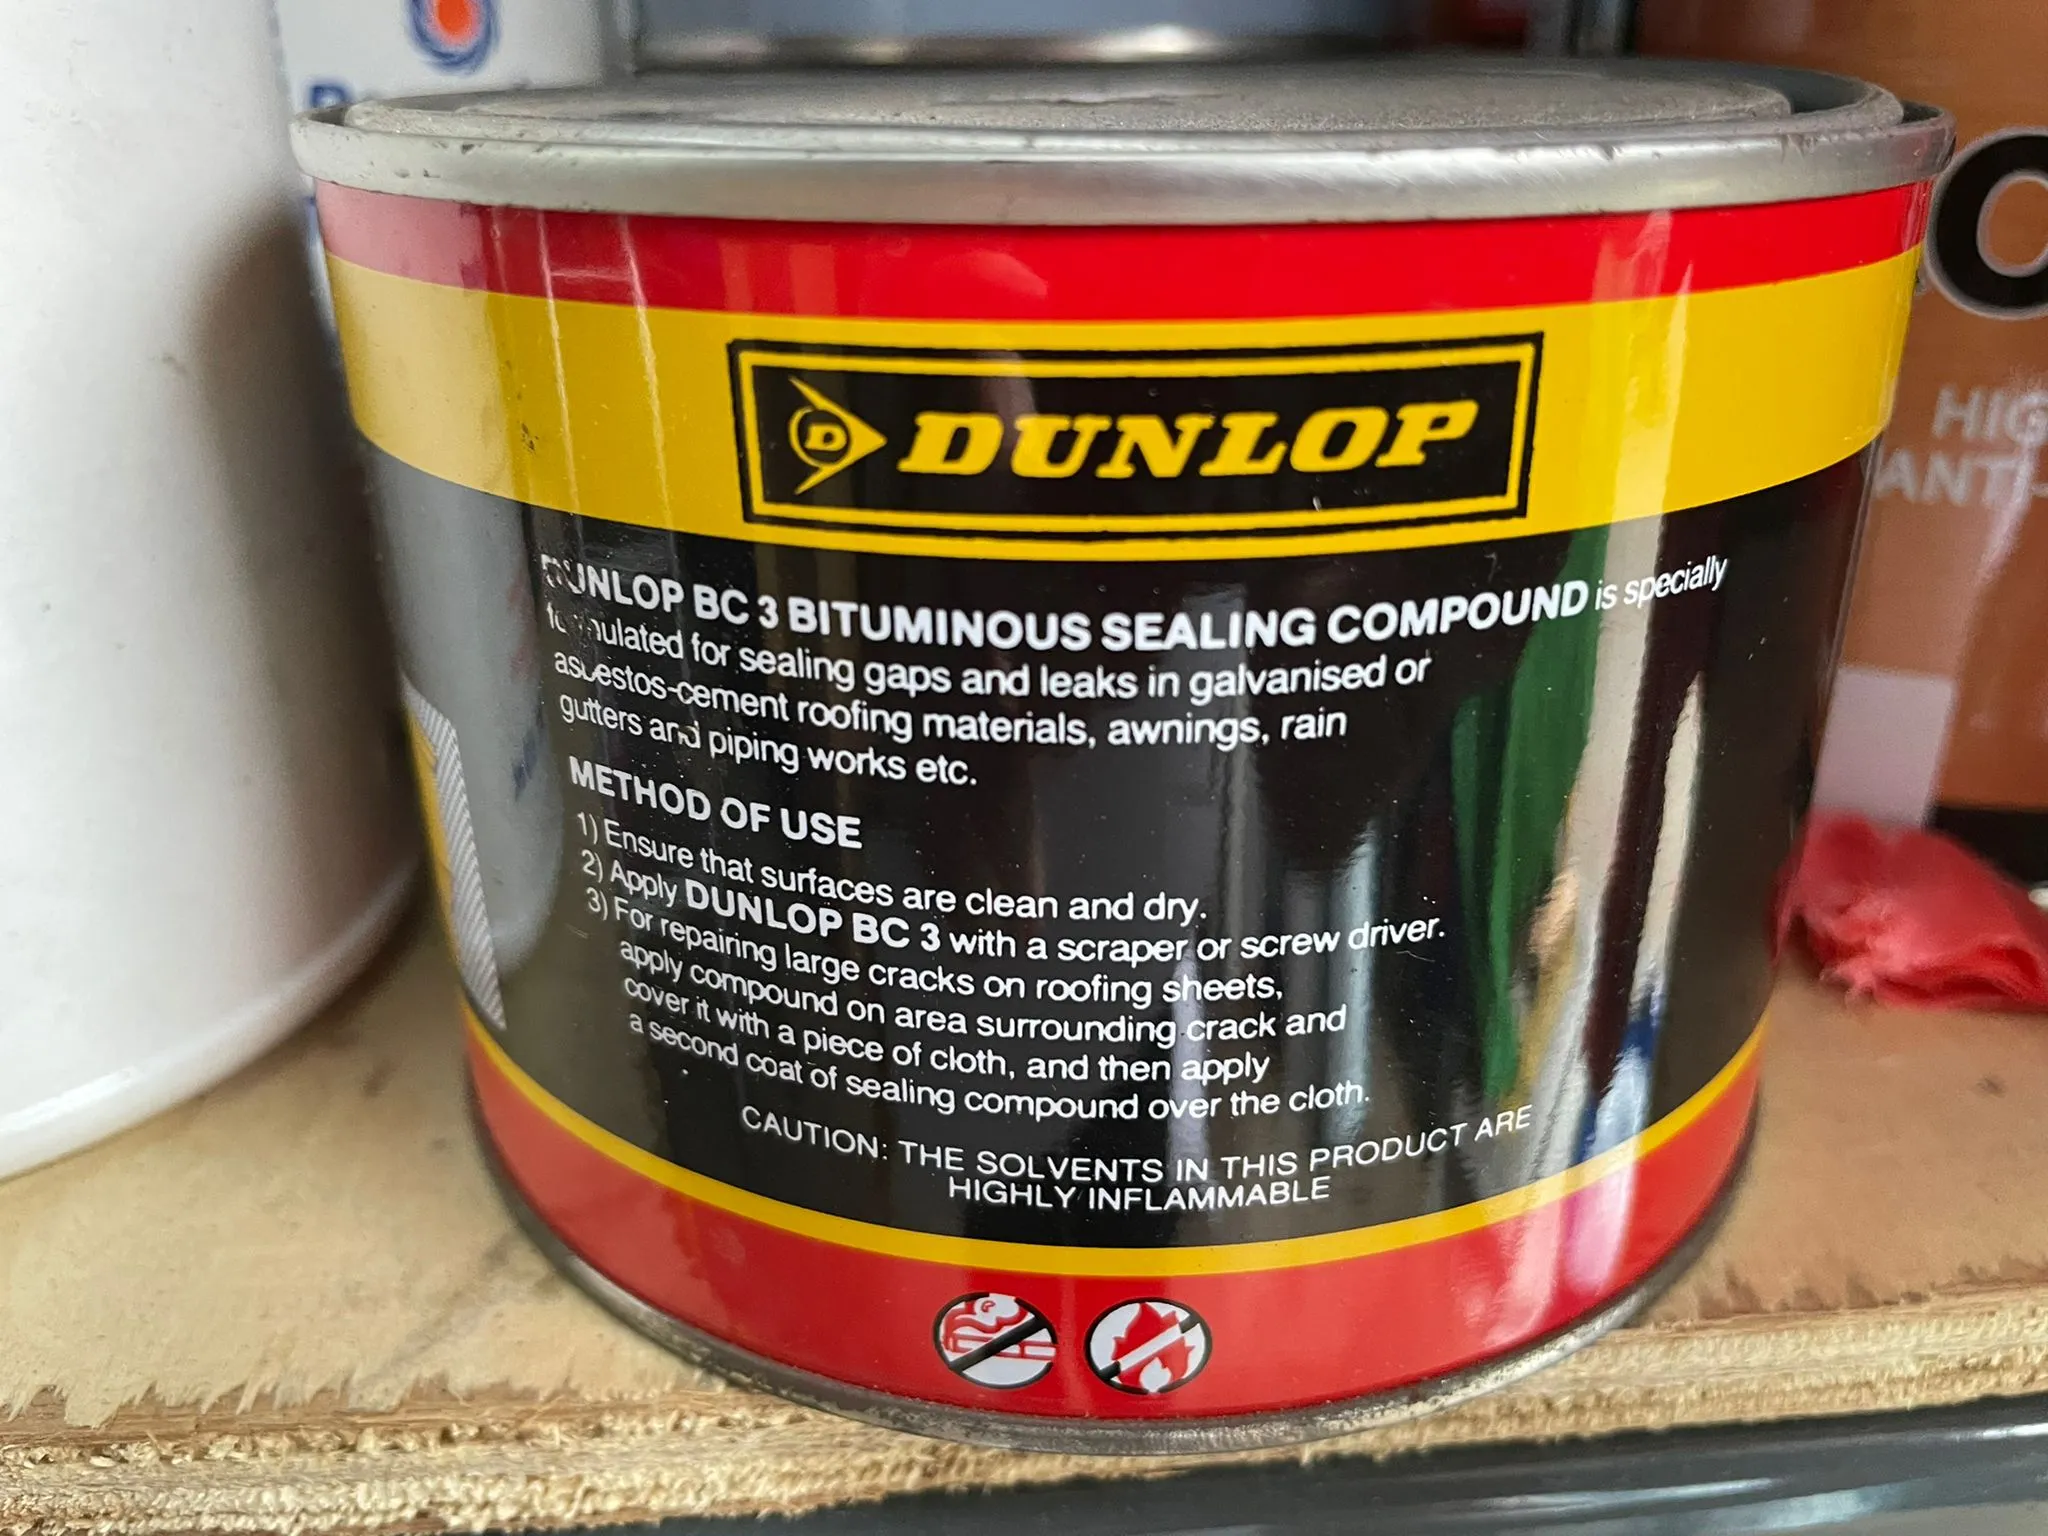 DUNLOP
DUNLOP BC 3 BITUMINOUS SEALING COMPOUND is specially
formulated for sealing gaps and leaks in galvanised or
asbestos-cement roofing materials, awnings, rain
gutters and piping works etc.
METHOD OF USE
1) Ensure that surfaces are clean and dry.
2) Apply DUNLOP BC 3 with a scraper or screw driver.
3) For repairing large cracks on roofing sheets,
apply compound on area surrounding crack and
cover it with a piece of cloth, and then apply
a second coat of sealing compound over the cloth.
CAUTION: THE SOLVENTS IN THIS PRODUCT ARE
HIGHLY INFLAMMABLE